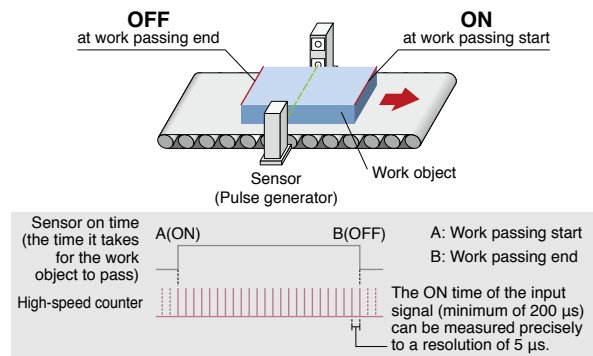 OFF
at work passing end
ON
at work passing start
Sensor
(Pulse generator)
Work object
Sensor on time
(the time it takes
for the work
object to pass)
A(ON)
B(OFF)
A: Work passing start
B: Work passing end
High-speed counter
The ON time of the input
signal (minimum of 200 µs)
can be measured precisely
to a resolution of 5 µs.